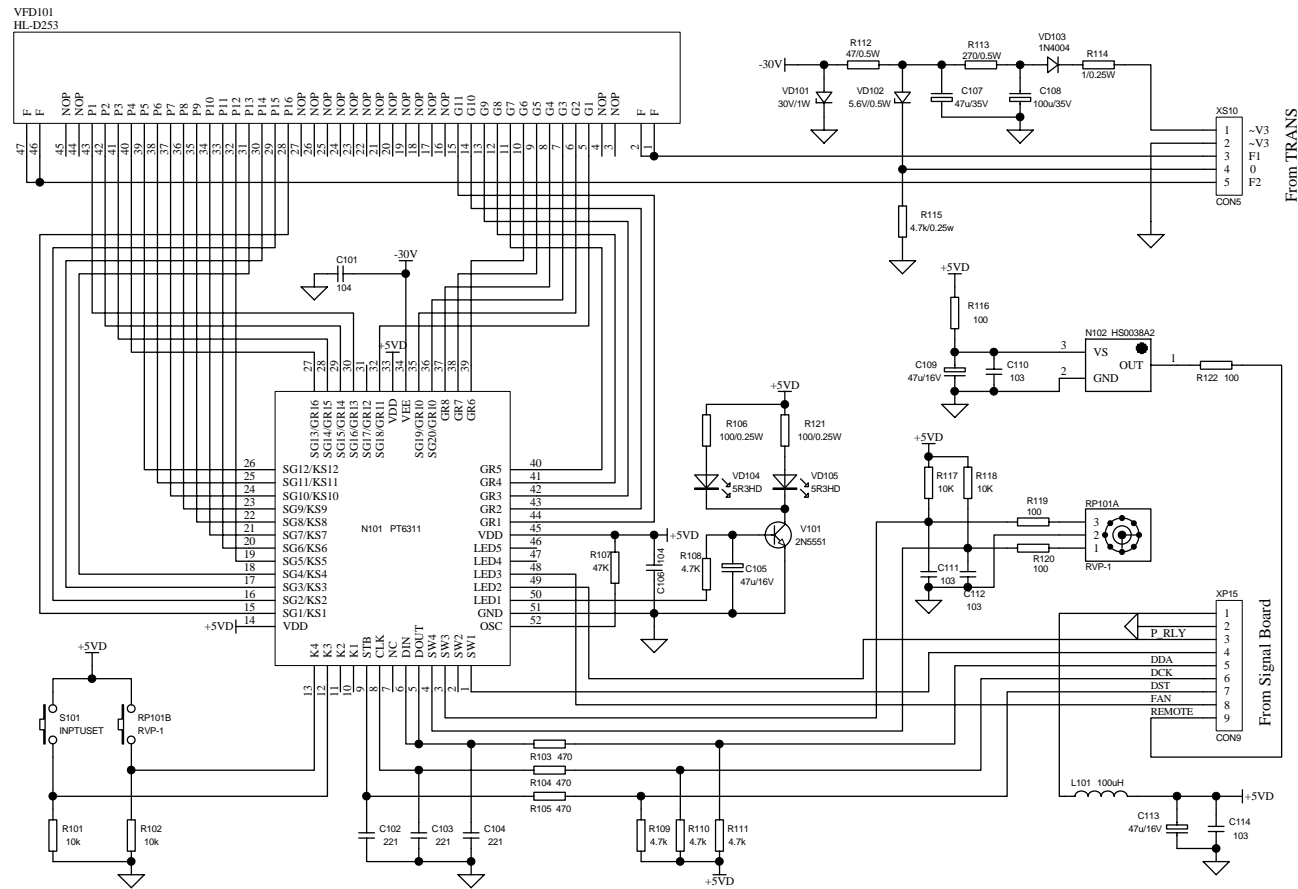 VFD101
HL-D253
F F NOP NOP P1 P2 P3 P4 P5 P6 P7 P8 P9 P10 P11 P12 P13 P14 P15 P16 NOP NOP NOP NOP NOP NOP NOP NOP NOP NOP NOP NOP G11 G10 G9 G8 G7 G6 G5 G4 G3 G2 G1 NOP NOP F F
47 46 45 44 43 42 41 40 39 38 37 36 35 34 33 32 31 30 29 28 27 26 25 24 23 22 21 20 19 18 17 16 15 14 13 12 11 10 9 8 7 6 5 4 3 2 1
-30V
R112
47/0.5W
R113
270/0.5W
VD103
1N4004
R114
1/0.25W
VD101
30V/1W
VD102
5.6V/0.5W
C107
47u/35V
C108
100u/35V
XS10
1 ~V3
2 ~V3
3 F1
4 0
5 F2
CON5
From TRANS
R115
4.7k/0.25w
C101
104
-30V
+5VD
27 28 29 30 31 32 33 34 35 36 37 38 39
SG13/GR16
SG14/GR15
SG15/GR14
SG16/GR13
SG17/GR12
SG18/GR11
VDD
VEE
SG19/GR10
SG20/GR10
GR8
GR7
GR6
26 SG12/KS12
25 SG11/KS11
24 SG10/KS10
23 SG9/KS9
22 SG8/KS8
21 SG7/KS7
20 SG6/KS6
19 SG5/KS5
18 SG4/KS4
17 SG3/KS3
16 SG2/KS2
15 SG1/KS1
+5VD 14 VDD
N101 PT6311
GR5 40
GR4 41
GR3 42
GR2 43
GR1 44
VDD 45
LED5 46
LED4 47
LED3 48
LED2 49
LED1 50
GND 51
OSC 52
K4 K3 K2 K1 STB CLK NC DIN DOUT SW4 SW3 SW2 SW1
13 12 11 10 9 8 7 6 5 4 3 2 1
+5VD
R116
100
N102 HS0038A2
3 VS
OUT 1
2 GND
C109
47u/16V
C110
103
R122 100
+5VD
R106
100/0.25W
R121
100/0.25W
VD104
5R3HD
VD105
5R3HD
V101
2N5551
+5VD
R107
47K
C106 104
R108
4.7K
C105
47u/16V
+5VD
R117
10K
R118
10K
R119
100
R120
100
RP101A
3
2
1
RVP-1
C111
103
C112
103
XP15
1
2
P_RLY 3
4
DDA 5
DCK 6
DST 7
FAN 8
REMOTE 9
CON9
From Signal Board
+5VD
S101
INPTUSET
RP101B
RVP-1
R101
10k
R102
10k
R103 470
R104 470
R105 470
C102
221
C103
221
C104
221
R109
4.7k
R110
4.7k
R111
4.7k
+5VD
L101 100uH
+5VD
C113
47u/16V
C114
103